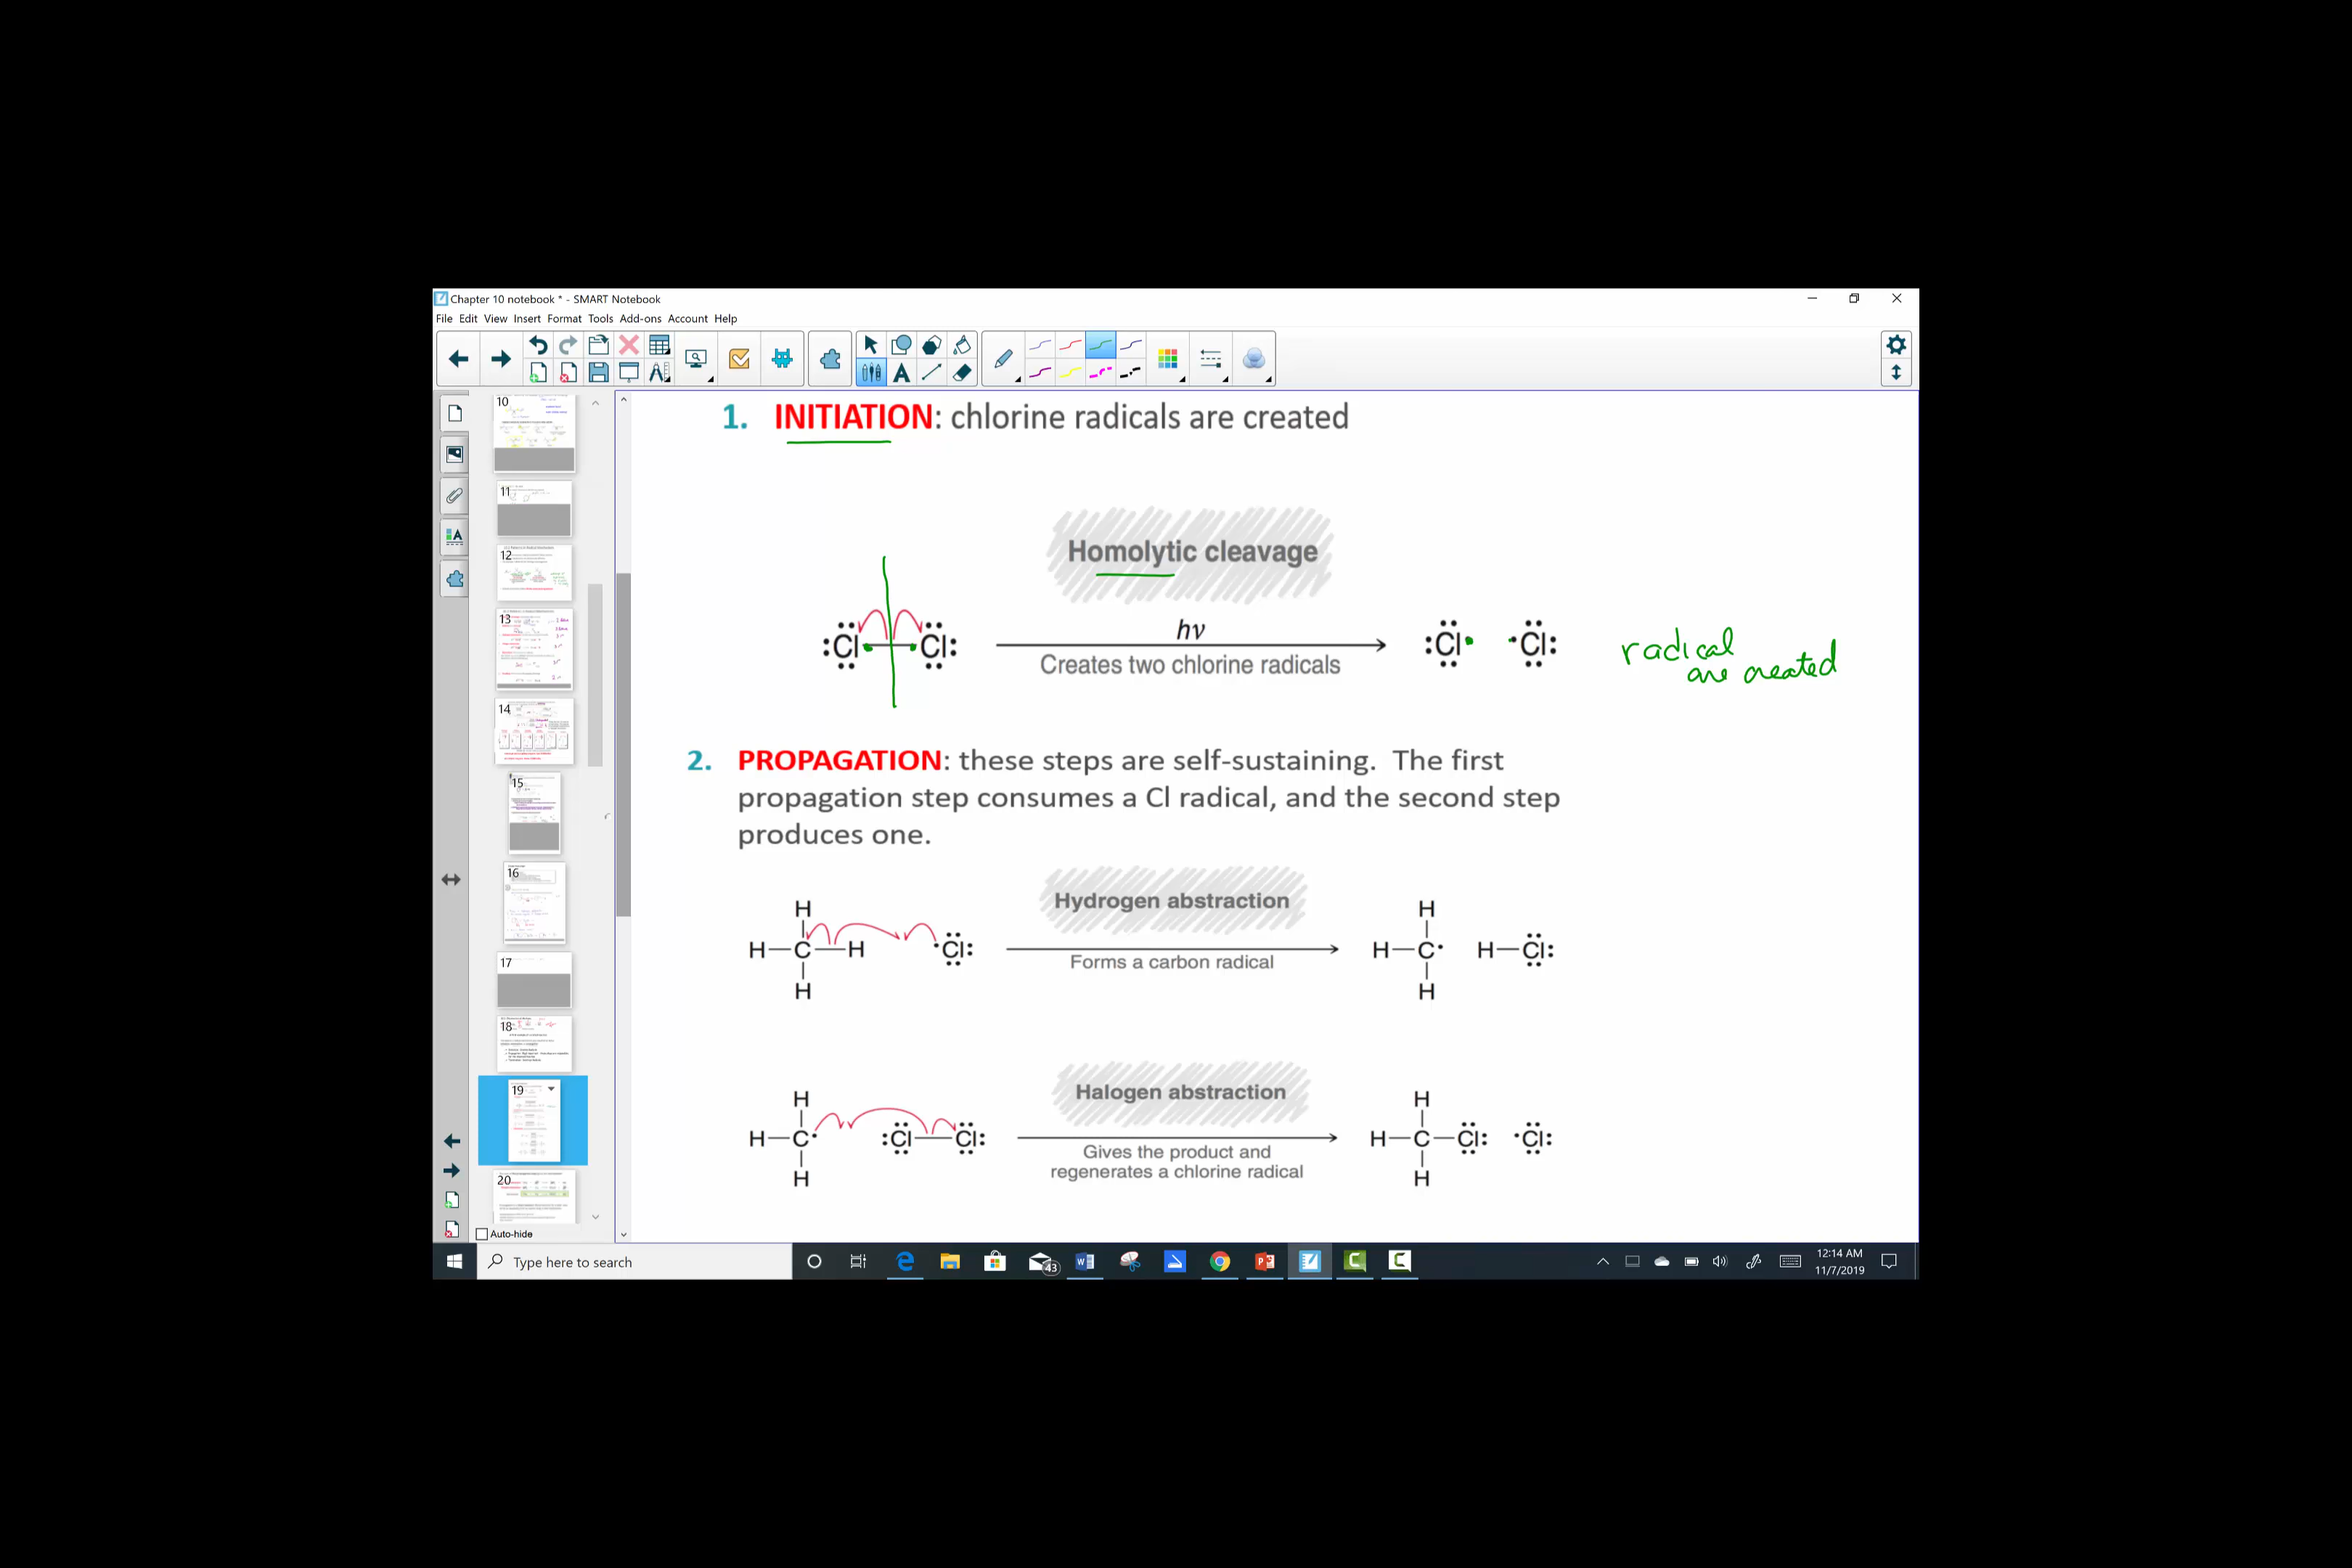 Chapter 10 notebook * - SMART Notebook
File Edit View Insert Format Tools Add-ons Account Help
10
11
12
13
14
15
16
17
18
19
20
Auto-hide
1. INITIATION: chlorine radicals are created
Homolytic cleavage
:Cl—Cl:
hν
Creates two chlorine radicals
:Cl• •Cl:
radical
are created
2. PROPAGATION: these steps are self-sustaining. The first
propagation step consumes a Cl radical, and the second step
produces one.
Hydrogen abstraction
H
H—C—H •Cl:
H
Forms a carbon radical
H
H—C• H—Cl:
H
Halogen abstraction
H
H—C• :Cl—Cl:
H
Gives the product and
regenerates a chlorine radical
H
H—C—Cl: •Cl:
H
Type here to search
43
12:14 AM
11/7/2019